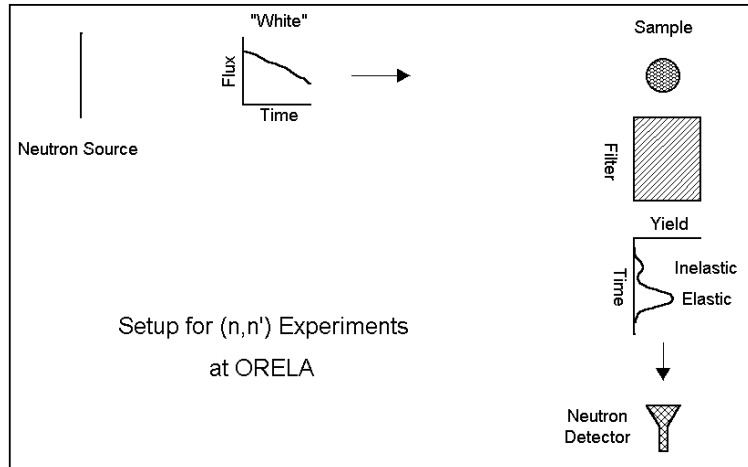 "White"
Flux
Time
Neutron Source
Sample
Filter
Yield
Time
Inelastic
Elastic
Setup for (n,n') Experiments
at ORELA
Neutron
Detector